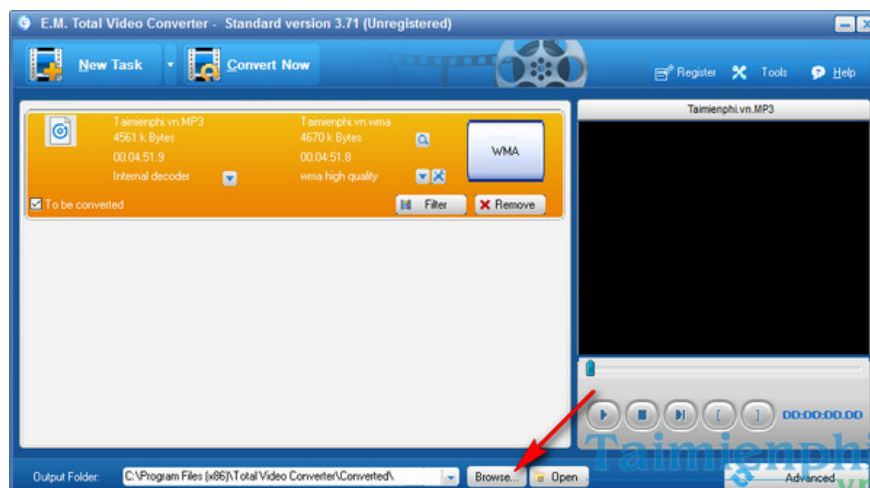 E.M. Total Video Converter - Standard version 3.71 (Unregistered)
New Task Convert Now Register Tools Help
Taimienphi.vn.MP3
Taimienphi.vn.MP3 Taimienphi.vn.wma
4561 k Bytes 4670 k Bytes
WMA
00:04:51.9 00:04:51.8
Internal decoder wma high quality
To be converted Filter Remove
[ ] 00:00:00.00
Taimienphi
Output Folder: C:\Program Files (x86)\Total Video Converter\Converted\ Browse... Open Advanced
vn